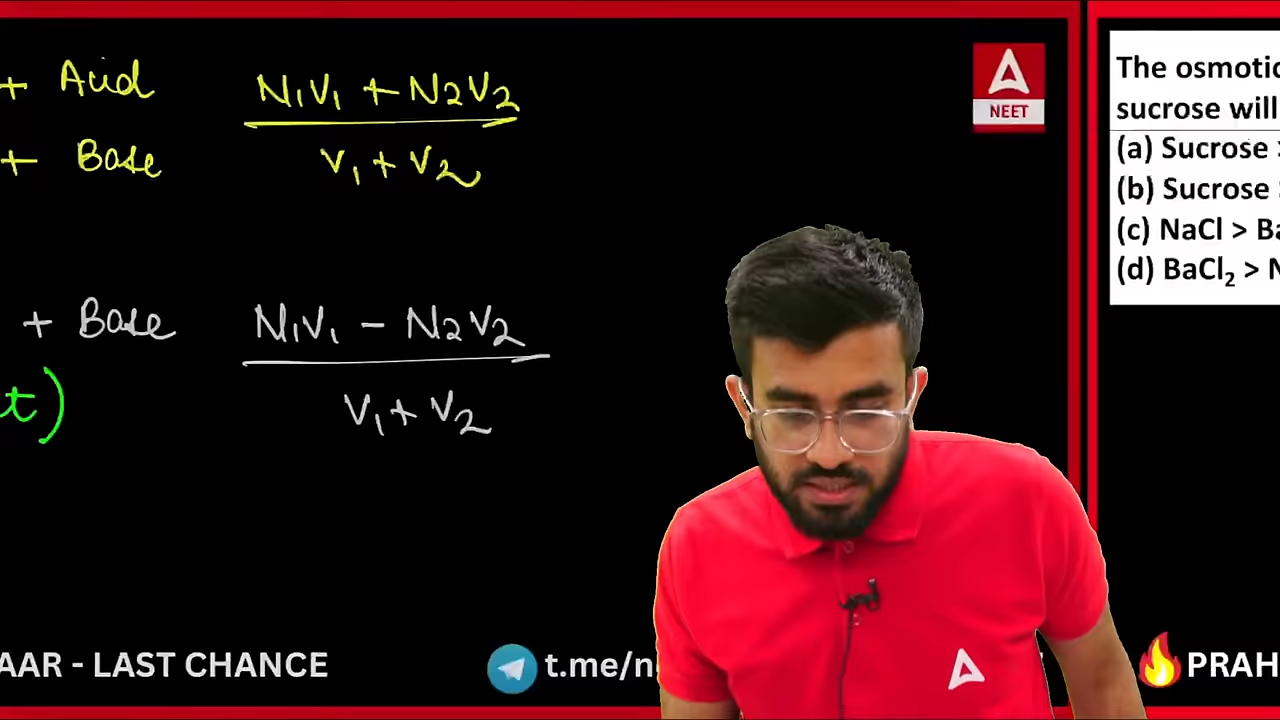 + Acid
N1V1 + N2V2
+ Base
V1 + V2
+ Base
N1V1 - N2V2
t)
V1 + V2
A
NEET
The osmotic
sucrose will
(a) Sucrose >
(b) Sucrose
(c) NaCl > Ba
(d) BaCl2 > N
AAR - LAST CHANCE
t.me/n
PRAH